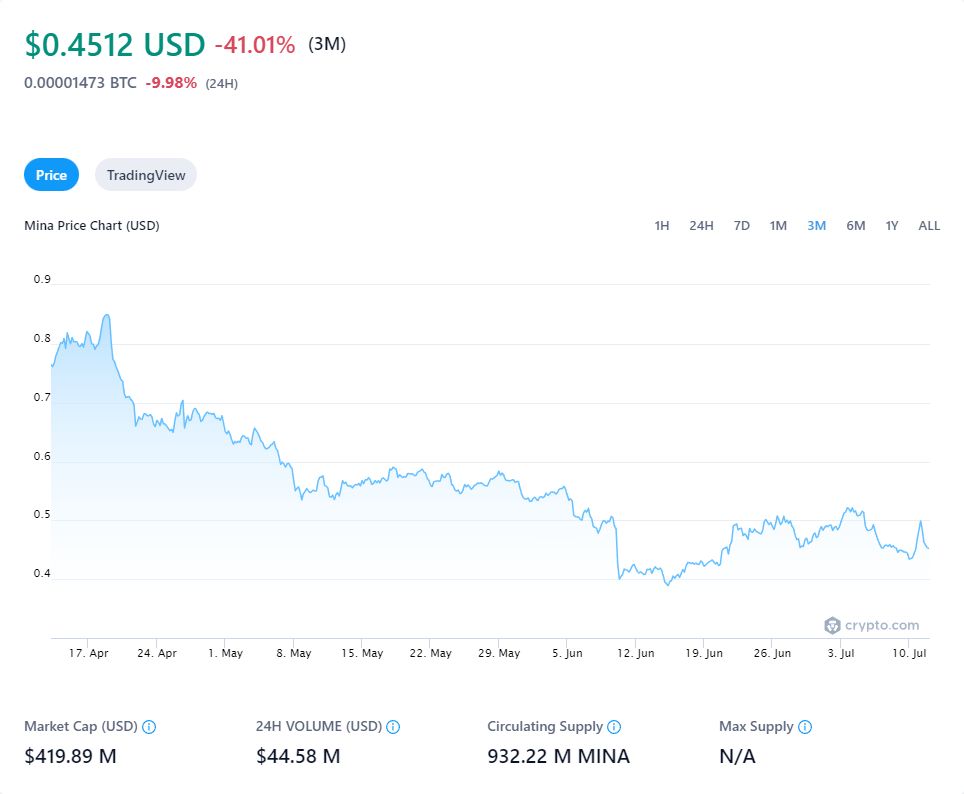 $0.4512 USD -41.01% (3M)
0.00001473 BTC -9.98% (24H)
Price TradingView
Mina Price Chart (USD) 1H 24H 7D 1M 3M 6M 1Y ALL
0.9
0.8
0.7
0.6
0.5
0.4
crypto.com
17. Apr 24. Apr 1. May 8. May 15. May 22. May 29. May 5. Jun 12. Jun 19. Jun 26. Jun 3. Jul 10. Jul
Market Cap (USD) 24H VOLUME (USD) Circulating Supply Max Supply
$419.89 M $44.58 M 932.22 M MINA N/A